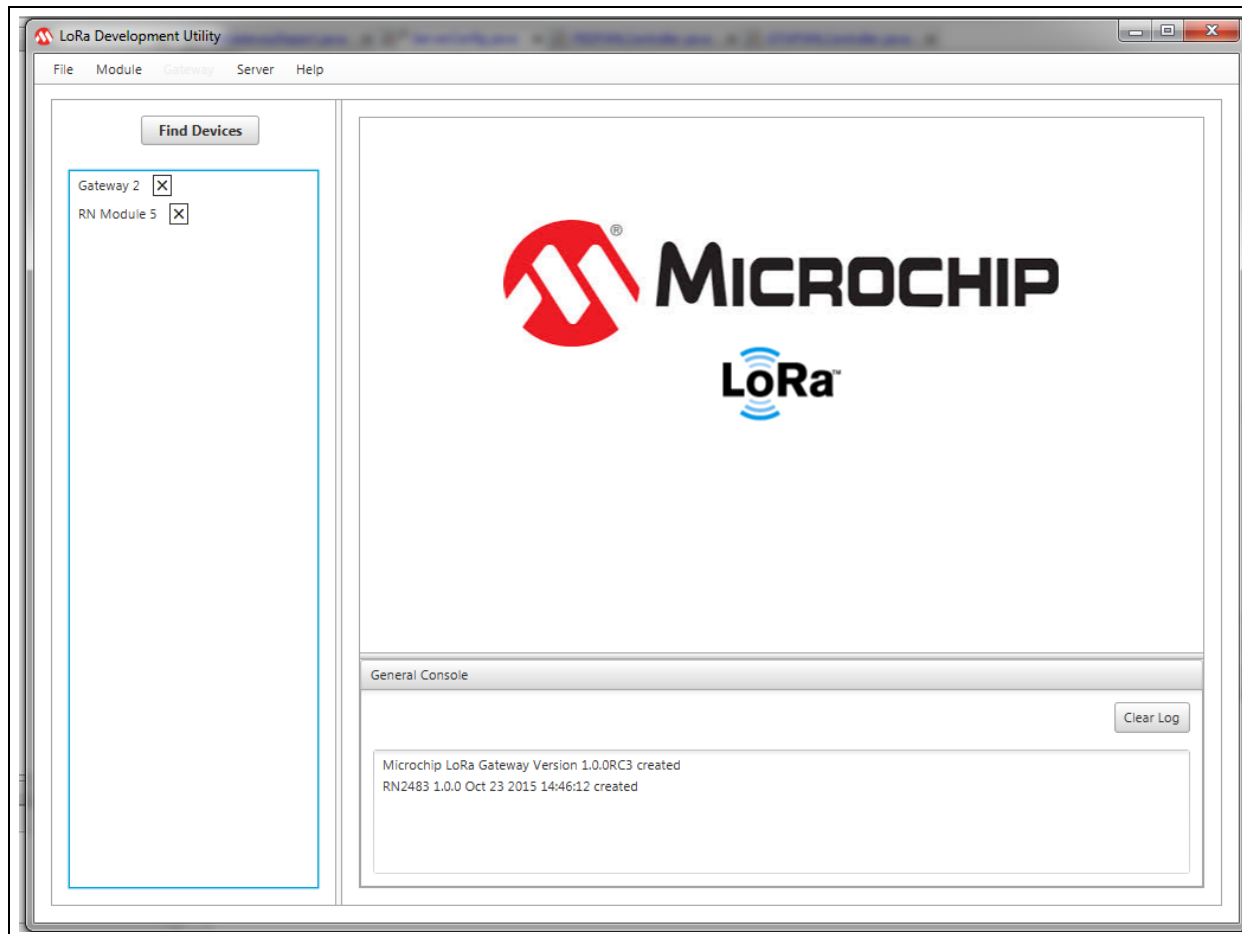 LoRa Development Utility
File Module Gateway Server Help
Find Devices
Gateway 2
RN Module 5
®
MICROCHIP
LoRa™
General Console
Clear Log
Microchip LoRa Gateway Version 1.0.0RC3 created
RN2483 1.0.0 Oct 23 2015 14:46:12 created